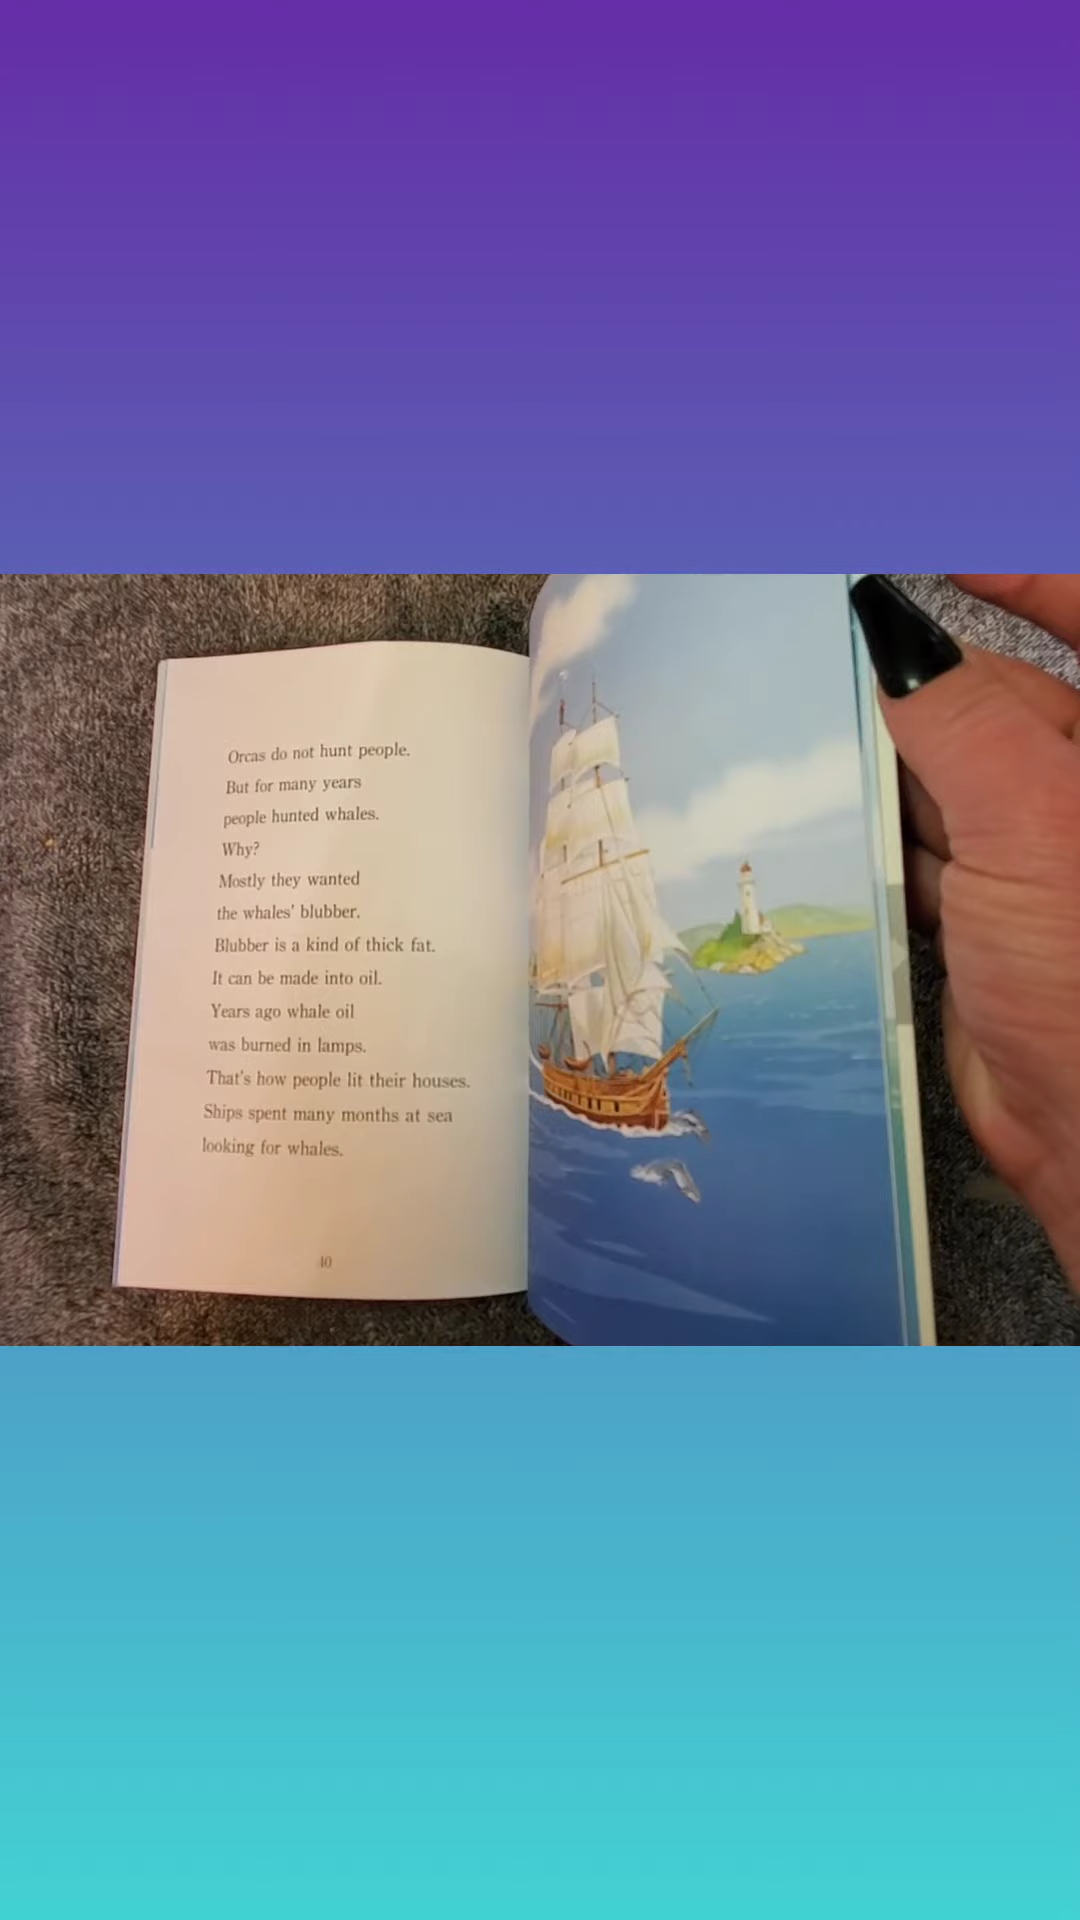 Orcas do not hunt people.
But for many years
people hunted whales.
Why?
Mostly they wanted
the whales' blubber.
Blubber is a kind of thick fat.
It can be made into oil.
Years ago whale oil
was burned in lamps.
That's how people lit their houses.
Ships spent many months at sea
looking for whales.
40